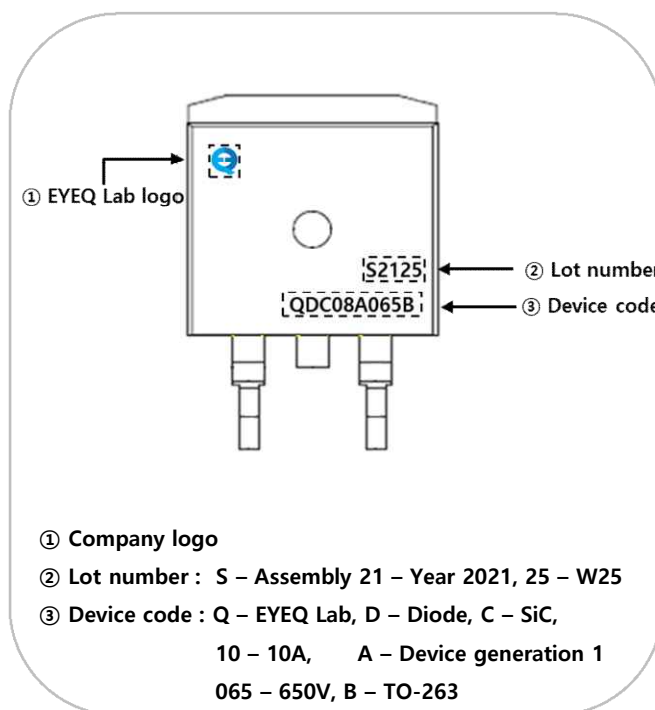 ① EYEQ Lab logo
S2125
② Lot number
QDC08A065B
③ Device code
① Company logo
② Lot number : S – Assembly 21 – Year 2021, 25 – W25
③ Device code : Q – EYEQ Lab, D – Diode, C – SiC,
10 – 10A, A – Device generation 1
065 – 650V, B – TO-263